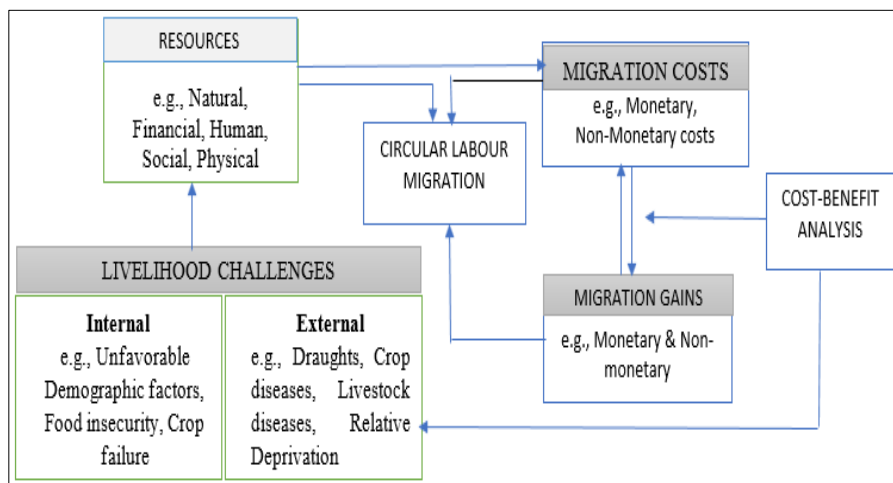 RESOURCES
e.g., Natural,
Financial, Human,
Social, Physical
MIGRATION COSTS
e.g., Monetary,
Non-Monetary costs
CIRCULAR LABOUR
MIGRATION
COST-BENEFIT
ANALYSIS
LIVELIHOOD CHALLENGES
Internal
e.g., Unfavorable
Demographic factors,
Food insecurity, Crop
failure
External
e.g., Draughts, Crop
diseases, Livestock
diseases, Relative
Deprivation
MIGRATION GAINS
e.g., Monetary & Non-
monetary